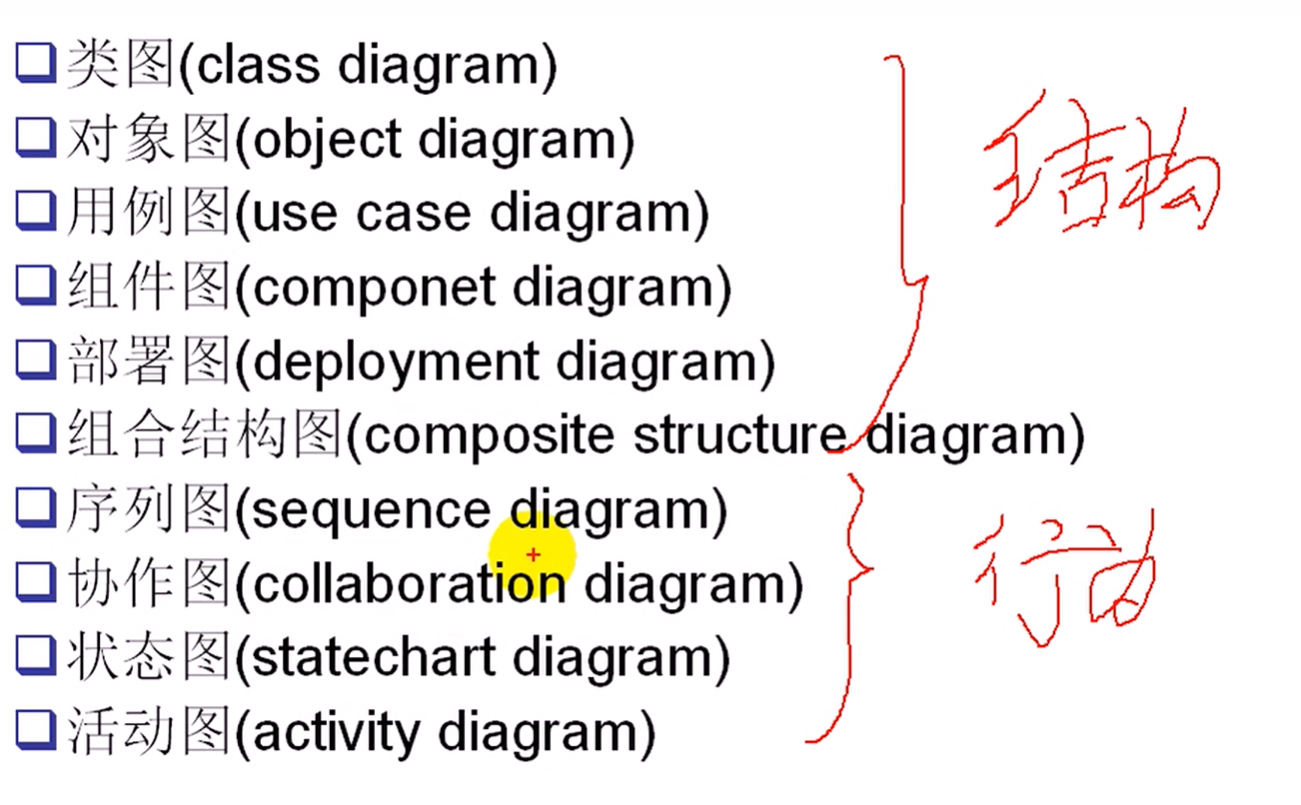 类图(class diagram)
对象图(object diagram)
用例图(use case diagram)
组件图(componet diagram)
部署图(deployment diagram)
组合结构图(composite structure diagram)
结构
序列图(sequence diagram)
协作图(collaboration diagram)
状态图(statechart diagram)
活动图(activity diagram)
行为